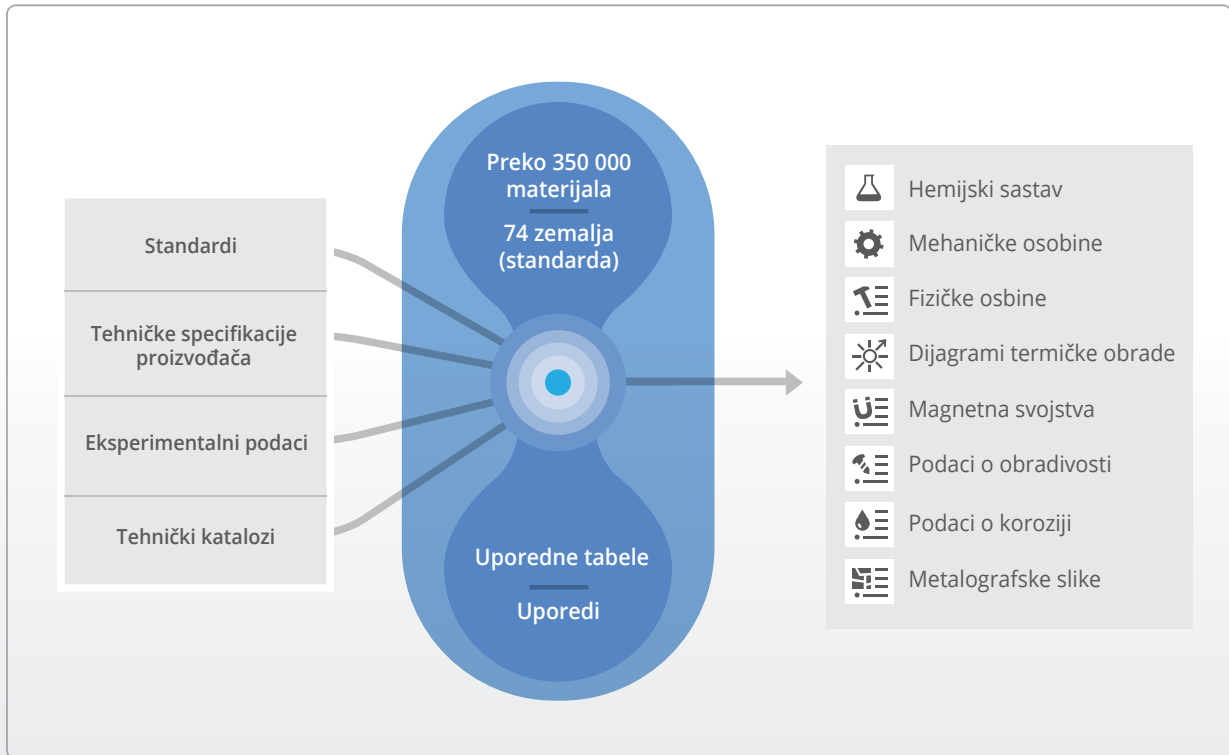 Standardi
Tehničke specifikacije
proizvođača
Eksperimentalni podaci
Tehnički katalozi
Preko 350 000
materijala
74 zemalja
(standarda)
Uporedne tabele
Uporedi
Hemijski sastav
Mehaničke osobine
Fizičke osbine
Dijagrami termičke obrade
Magnetna svojstva
Podaci o obradivosti
Podaci o koroziji
Metalografske slike